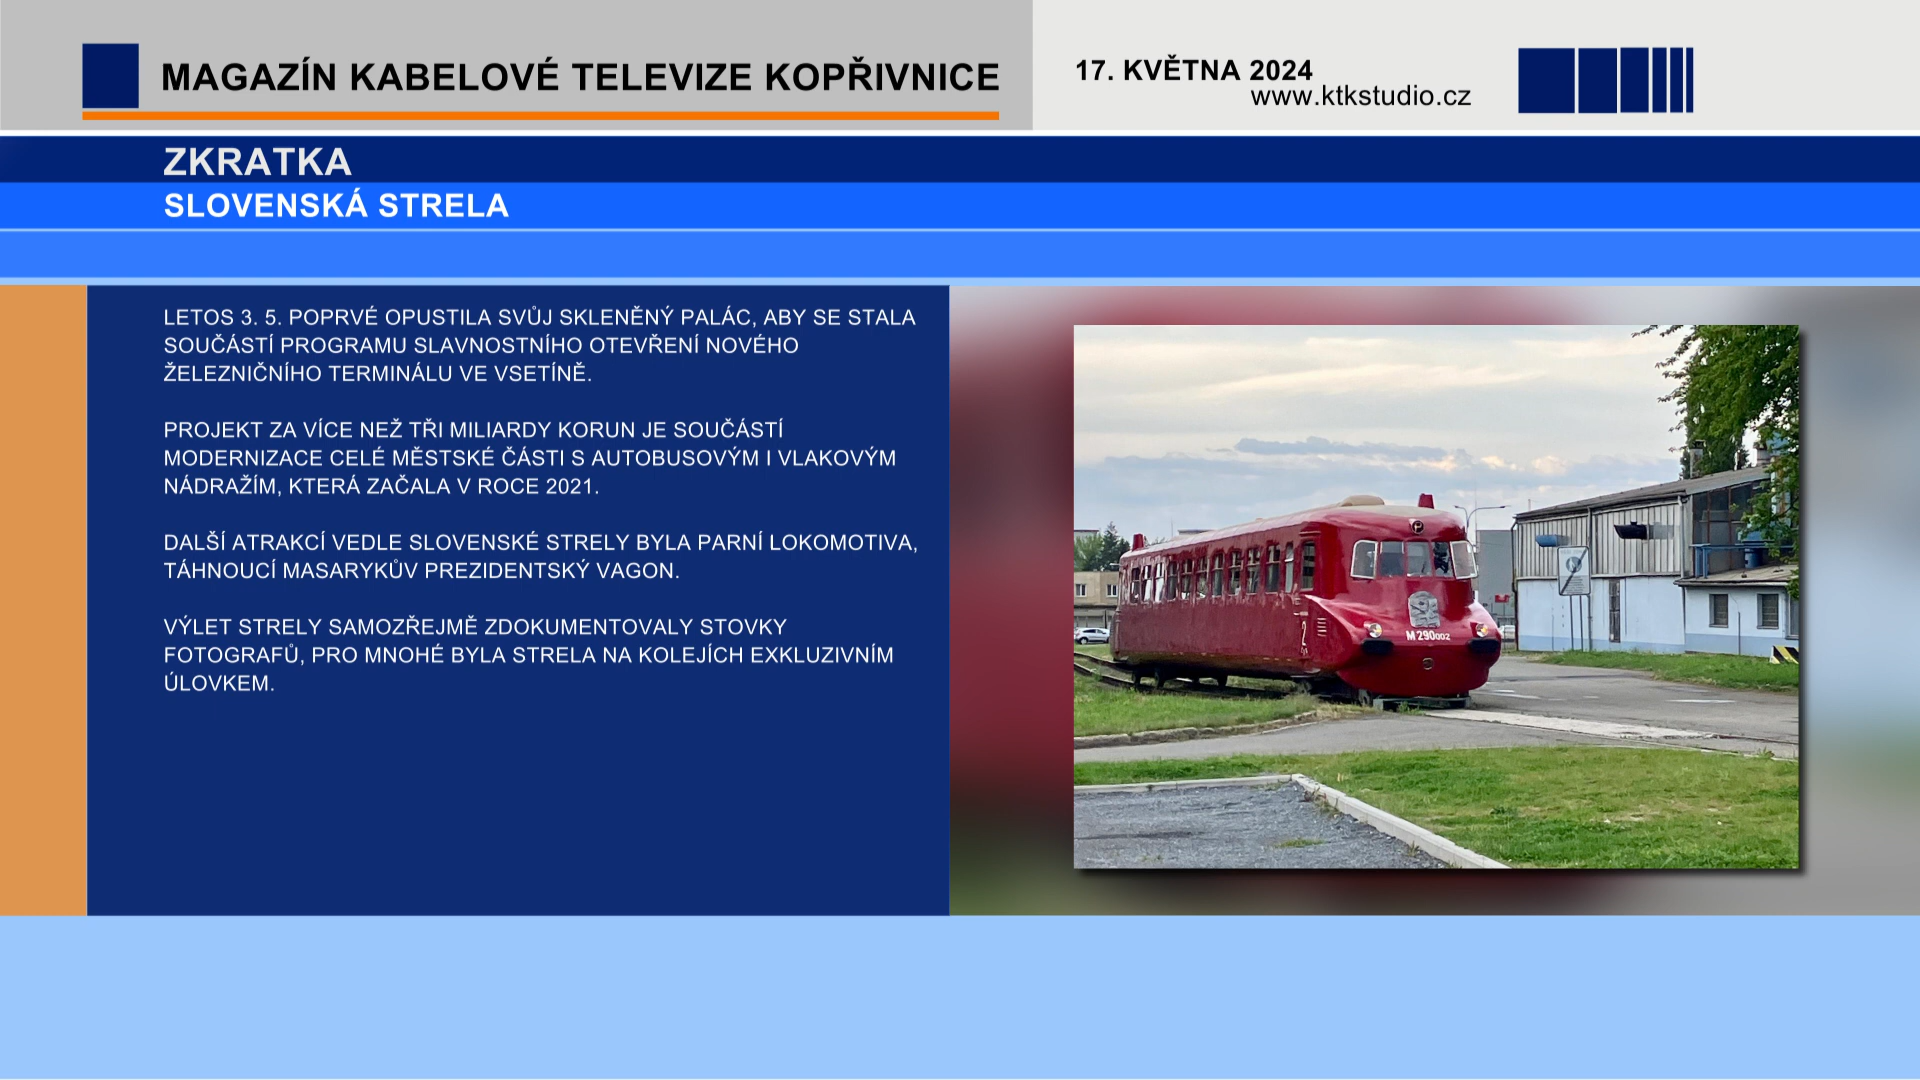 MAGAZÍN KABELOVÉ TELEVIZE KOPŘIVNICE
17. KVĚTNA 2024
www.ktkstudio.cz
ZKRATKA
SLOVENSKÁ STRELA
LETOS 3. 5. POPRVÉ OPUSTILA SVŮJ SKLENĚNÝ PALÁC, ABY SE STALA
SOUČÁSTÍ PROGRAMU SLAVNOSTNÍHO OTEVŘENÍ NOVÉHO
ŽELEZNIČNÍHO TERMINÁLU VE VSETÍNĚ.
PROJEKT ZA VÍCE NEŽ TŘI MILIARDY KORUN JE SOUČÁSTÍ
MODERNIZACE CELÉ MĚSTSKÉ ČÁSTI S AUTOBUSOVÝM I VLAKOVÝM
NÁDRAŽÍM, KTERÁ ZAČALA V ROCE 2021.
DALŠÍ ATRAKCÍ VEDLE SLOVENSKÉ STRELY BYLA PARNÍ LOKOMOTIVA,
TÁHNOUCÍ MASARYKŮV PREZIDENTSKÝ VAGON.
VÝLET STRELY SAMOZŘEJMĚ ZDOKUMENTOVALY STOVKY
FOTOGRAFŮ, PRO MNOHÉ BYLA STRELA NA KOLEJÍCH EXKLUZIVNÍM
ÚLOVKEM.
P
2
M 290002